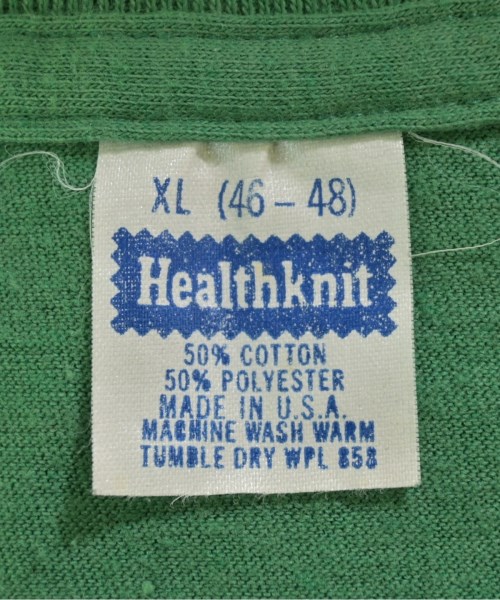 XL (46 - 48)
Healthknit
50% COTTON
50% POLYESTER
MADE IN U.S.A.
MACHINE WASH WARM
TUMBLE DRY WPL 858